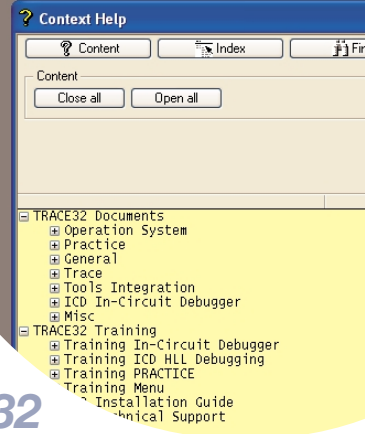 Context Help
Content Index
Content
Close all Open all
TRACE32 Documents
Operation System
Practice
General
Trace
Tools Integration
ICD In-Circuit Debugger
Misc
TRACE32 Training
Training In-Circuit Debugger
Training ICD HLL Debugging
Training PRACTICE
Training Menu
Installation Guide
Support
32